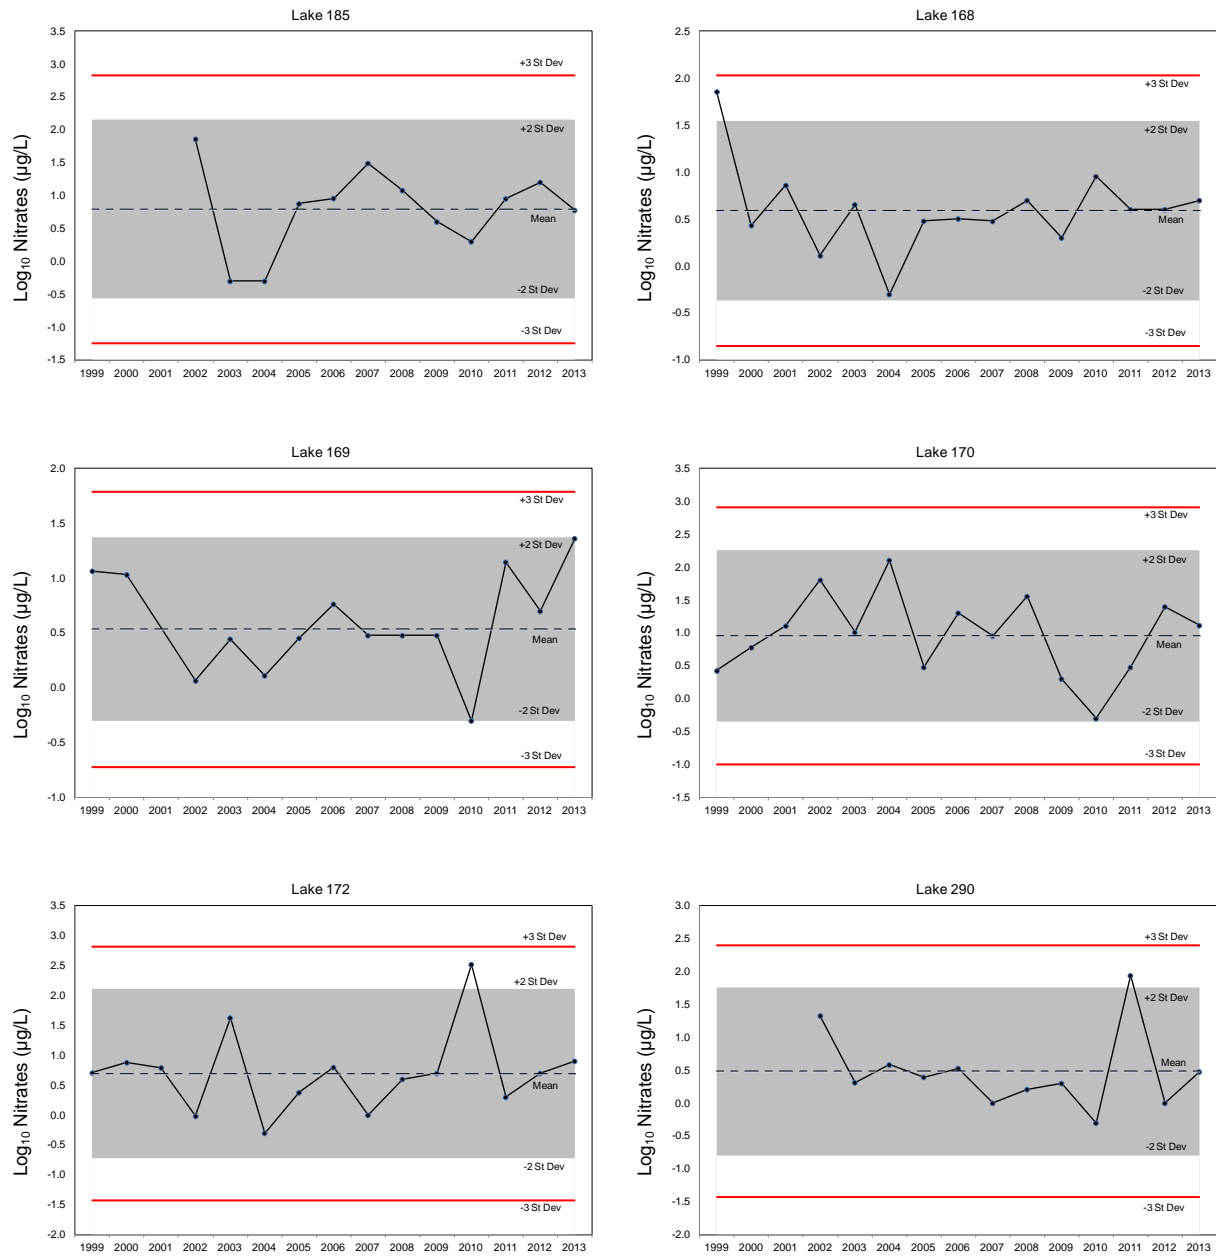 Lake 185
Log₁₀ Nitrates (µg/L)
3.5
3.0
2.5
2.0
1.5
1.0
0.5
0.0
-0.5
-1.0
-1.5
+3 St Dev
+2 St Dev
Mean
-2 St Dev
-3 St Dev
1999 2000 2001 2002 2003 2004 2005 2006 2007 2008 2009 2010 2011 2012 2013
Lake 168
Log₁₀ Nitrates (µg/L)
2.5
2.0
1.5
1.0
0.5
0.0
-0.5
-1.0
+3 St Dev
+2 St Dev
Mean
-2 St Dev
-3 St Dev
1999 2000 2001 2002 2003 2004 2005 2006 2007 2008 2009 2010 2011 2012 2013
Lake 169
Log₁₀ Nitrates (µg/L)
2.0
1.5
1.0
0.5
0.0
-0.5
-1.0
+3 St Dev
+2 St Dev
Mean
-2 St Dev
-3 St Dev
1999 2000 2001 2002 2003 2004 2005 2006 2007 2008 2009 2010 2011 2012 2013
Lake 170
Log₁₀ Nitrates (µg/L)
3.5
3.0
2.5
2.0
1.5
1.0
0.5
0.0
-0.5
-1.0
-1.5
+3 St Dev
+2 St Dev
Mean
-2 St Dev
-3 St Dev
1999 2000 2001 2002 2003 2004 2005 2006 2007 2008 2009 2010 2011 2012 2013
Lake 172
Log₁₀ Nitrates (µg/L)
3.5
3.0
2.5
2.0
1.5
1.0
0.5
0.0
-0.5
-1.0
-1.5
-2.0
+3 St Dev
+2 St Dev
Mean
-2 St Dev
-3 St Dev
1999 2000 2001 2002 2003 2004 2005 2006 2007 2008 2009 2010 2011 2012 2013
Lake 290
Log₁₀ Nitrates (µg/L)
3.0
2.5
2.0
1.5
1.0
0.5
0.0
-0.5
-1.0
-1.5
-2.0
+3 St Dev
+2 St Dev
Mean
-2 St Dev
-3 St Dev
1999 2000 2001 2002 2003 2004 2005 2006 2007 2008 2009 2010 2011 2012 2013